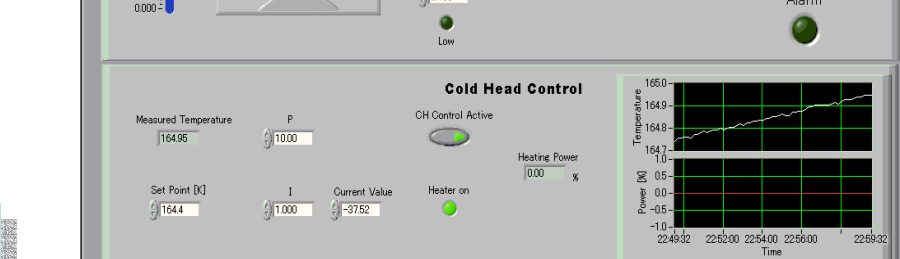 0.000
Low
Alarm
Cold Head Control
Measured Temperature
P
CH Control Active
164.95
10.00
Heating Power
0.00 %
Set Point [K]
I
Current Value
Heater on
164.4
1.000
-37.52
165.0
164.9
164.8
164.7
Temperature
1.0
0.5
0.0
-0.5
-1.0
Power [%]
22:49:32 22:52:00 22:54:00 22:56:00 22:59:32
Time